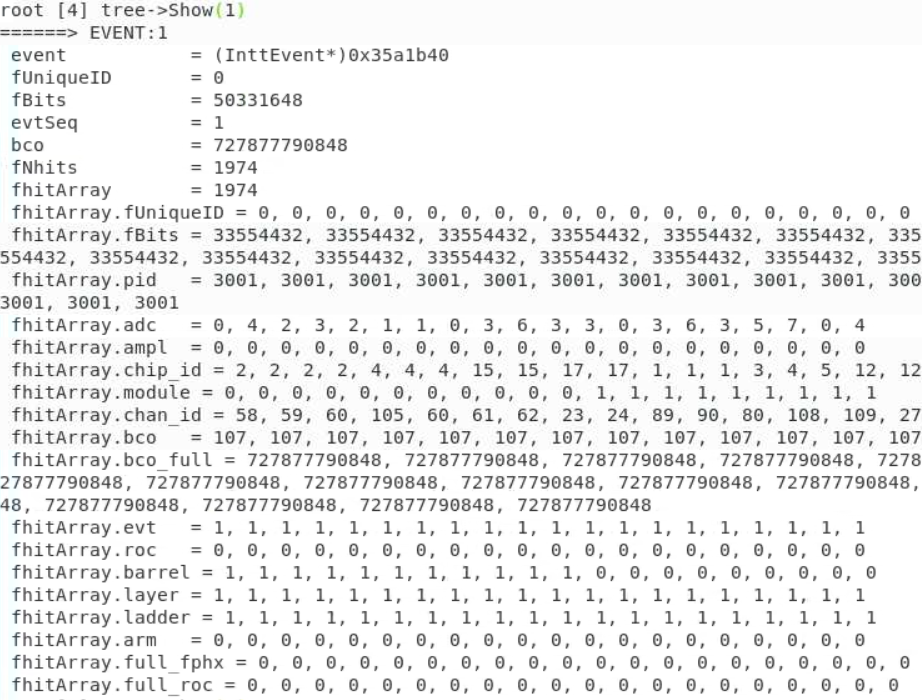 root [4] tree->Show(1)
======> EVENT:1
event = (InttEvent*)0x35a1b40
fUniqueID = 0
fBits = 50331648
evtSeq = 1
bco = 727877790848
fNhits = 1974
fhitArray = 1974
fhitArray.fUniqueID = 0, 0, 0, 0, 0, 0, 0, 0, 0, 0, 0, 0, 0, 0, 0, 0, 0, 0, 0, 0
fhitArray.fBits = 33554432, 33554432, 33554432, 33554432, 33554432, 33554432, 335
554432, 33554432, 33554432, 33554432, 33554432, 33554432, 33554432, 33554432, 3355
fhitArray.pid = 3001, 3001, 3001, 3001, 3001, 3001, 3001, 3001, 3001, 3001, 300
3001, 3001, 3001
fhitArray.adc = 0, 4, 2, 3, 2, 1, 1, 0, 3, 6, 3, 3, 0, 3, 6, 3, 5, 7, 0, 4
fhitArray.ampl = 0, 0, 0, 0, 0, 0, 0, 0, 0, 0, 0, 0, 0, 0, 0, 0, 0, 0, 0, 0
fhitArray.chip_id = 2, 2, 2, 2, 4, 4, 4, 15, 15, 17, 17, 1, 1, 1, 3, 4, 5, 12, 12
fhitArray.module = 0, 0, 0, 0, 0, 0, 0, 0, 0, 0, 0, 1, 1, 1, 1, 1, 1, 1, 1, 1
fhitArray.chan_id = 58, 59, 60, 105, 60, 61, 62, 23, 24, 89, 90, 80, 108, 109, 27
fhitArray.bco = 107, 107, 107, 107, 107, 107, 107, 107, 107, 107, 107, 107, 107
fhitArray.bco_full = 727877790848, 727877790848, 727877790848, 727877790848, 7278
27877790848, 727877790848, 727877790848, 727877790848, 727877790848, 727877790848,
48, 727877790848, 727877790848, 727877790848, 727877790848
fhitArray.evt = 1, 1, 1, 1, 1, 1, 1, 1, 1, 1, 1, 1, 1, 1, 1, 1, 1, 1, 1, 1
fhitArray.roc = 0, 0, 0, 0, 0, 0, 0, 0, 0, 0, 0, 0, 0, 0, 0, 0, 0, 0, 0, 0
fhitArray.barrel = 1, 1, 1, 1, 1, 1, 1, 1, 1, 1, 1, 0, 0, 0, 0, 0, 0, 0, 0, 0
fhitArray.layer = 1, 1, 1, 1, 1, 1, 1, 1, 1, 1, 1, 1, 1, 1, 1, 1, 1, 1, 1, 1
fhitArray.ladder = 1, 1, 1, 1, 1, 1, 1, 1, 1, 1, 1, 1, 1, 1, 1, 1, 1, 1, 1, 1
fhitArray.arm = 0, 0, 0, 0, 0, 0, 0, 0, 0, 0, 0, 0, 0, 0, 0, 0, 0, 0, 0, 0
fhitArray.full_fphx = 0, 0, 0, 0, 0, 0, 0, 0, 0, 0, 0, 0, 0, 0, 0, 0, 0, 0, 0, 0
fhitArray.full_roc = 0, 0, 0, 0, 0, 0, 0, 0, 0, 0, 0, 0, 0, 0, 0, 0, 0, 0, 0, 0